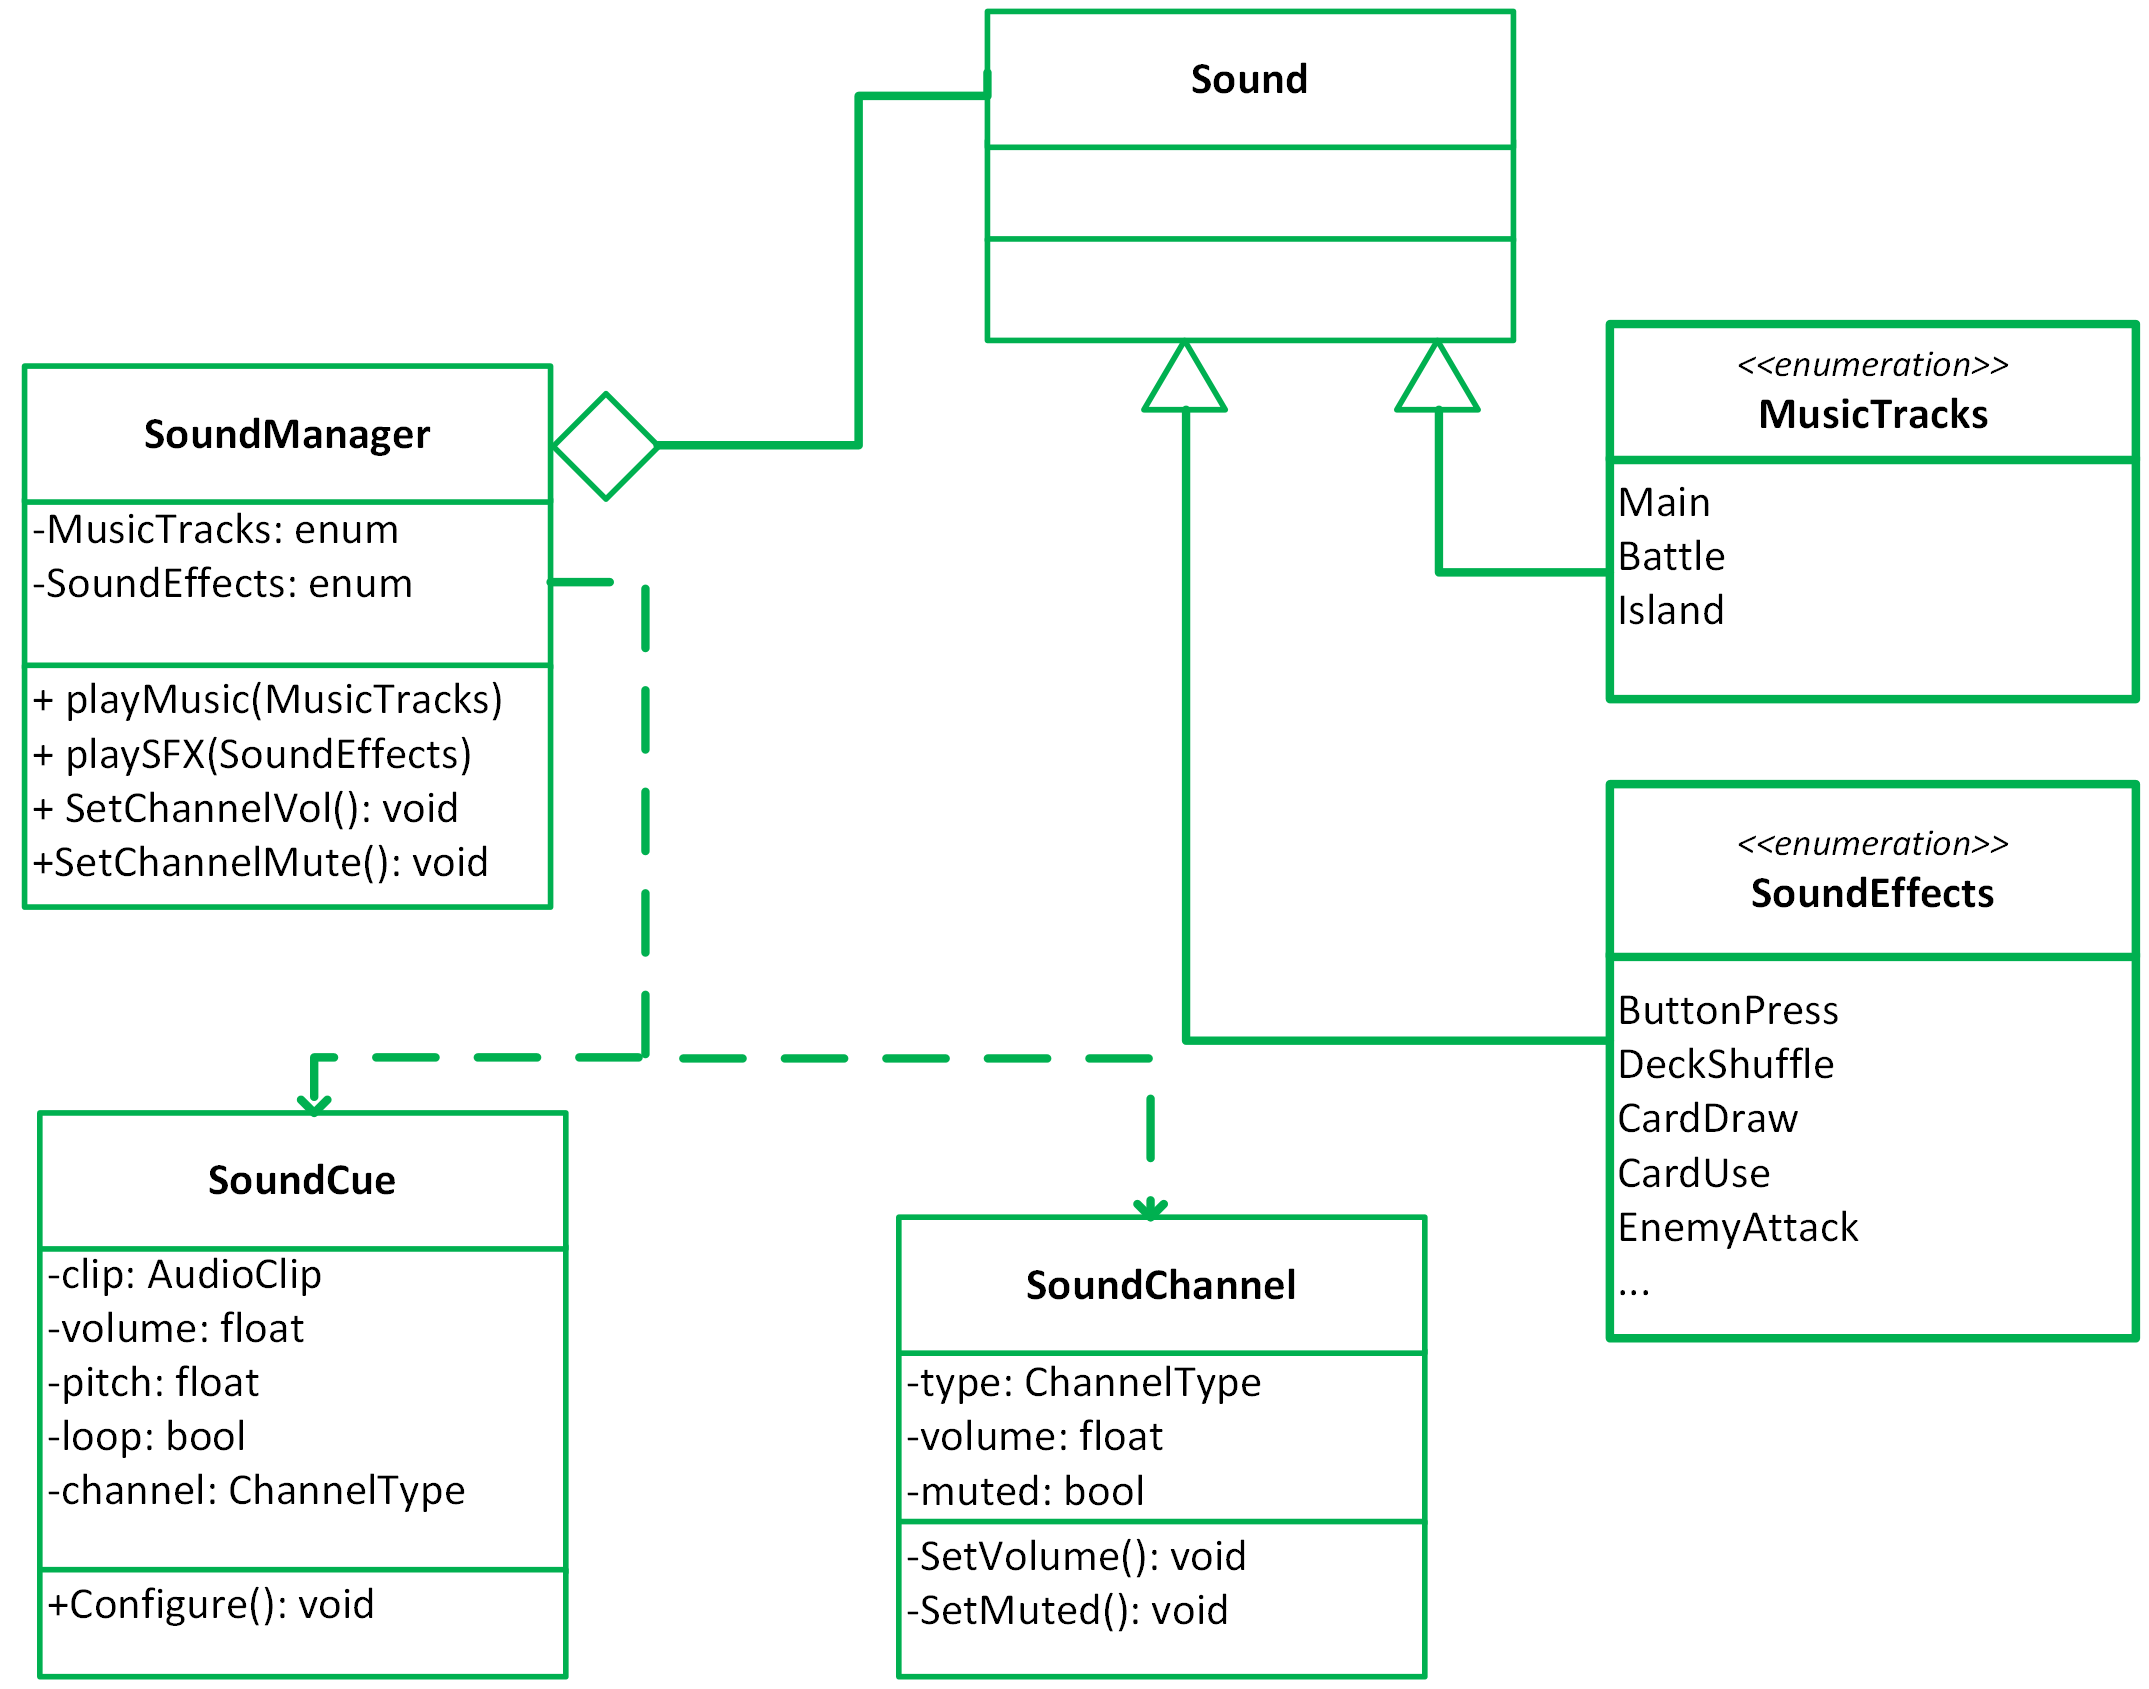 Sound
<<enumeration>>
MusicTracks
Main
Battle
Island
SoundManager
-MusicTracks: enum
-SoundEffects: enum
+ playMusic(MusicTracks)
+ playSFX(SoundEffects)
+ SetChannelVol(): void
+SetChannelMute(): void
<<enumeration>>
SoundEffects
ButtonPress
DeckShuffle
CardDraw
CardUse
EnemyAttack
...
SoundCue
-clip: AudioClip
-volume: float
-pitch: float
-loop: bool
-channel: ChannelType
+Configure(): void
SoundChannel
-type: ChannelType
-volume: float
-muted: bool
-SetVolume(): void
-SetMuted(): void